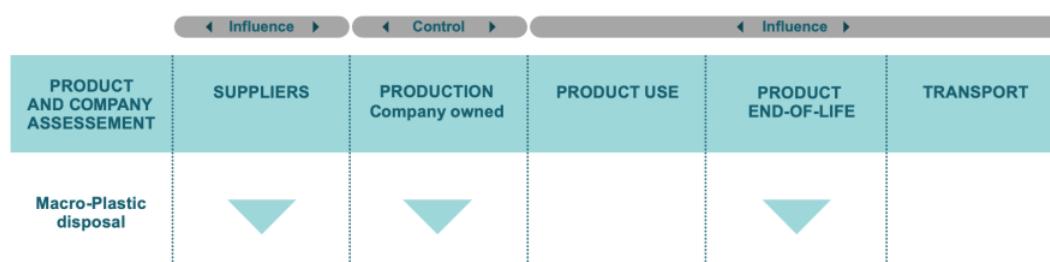 Influence
Control
Influence
PRODUCT
AND COMPANY
ASSESSEMENT
SUPPLIERS
PRODUCTION
Company owned
PRODUCT USE
PRODUCT
END-OF-LIFE
TRANSPORT
Macro-Plastic
disposal